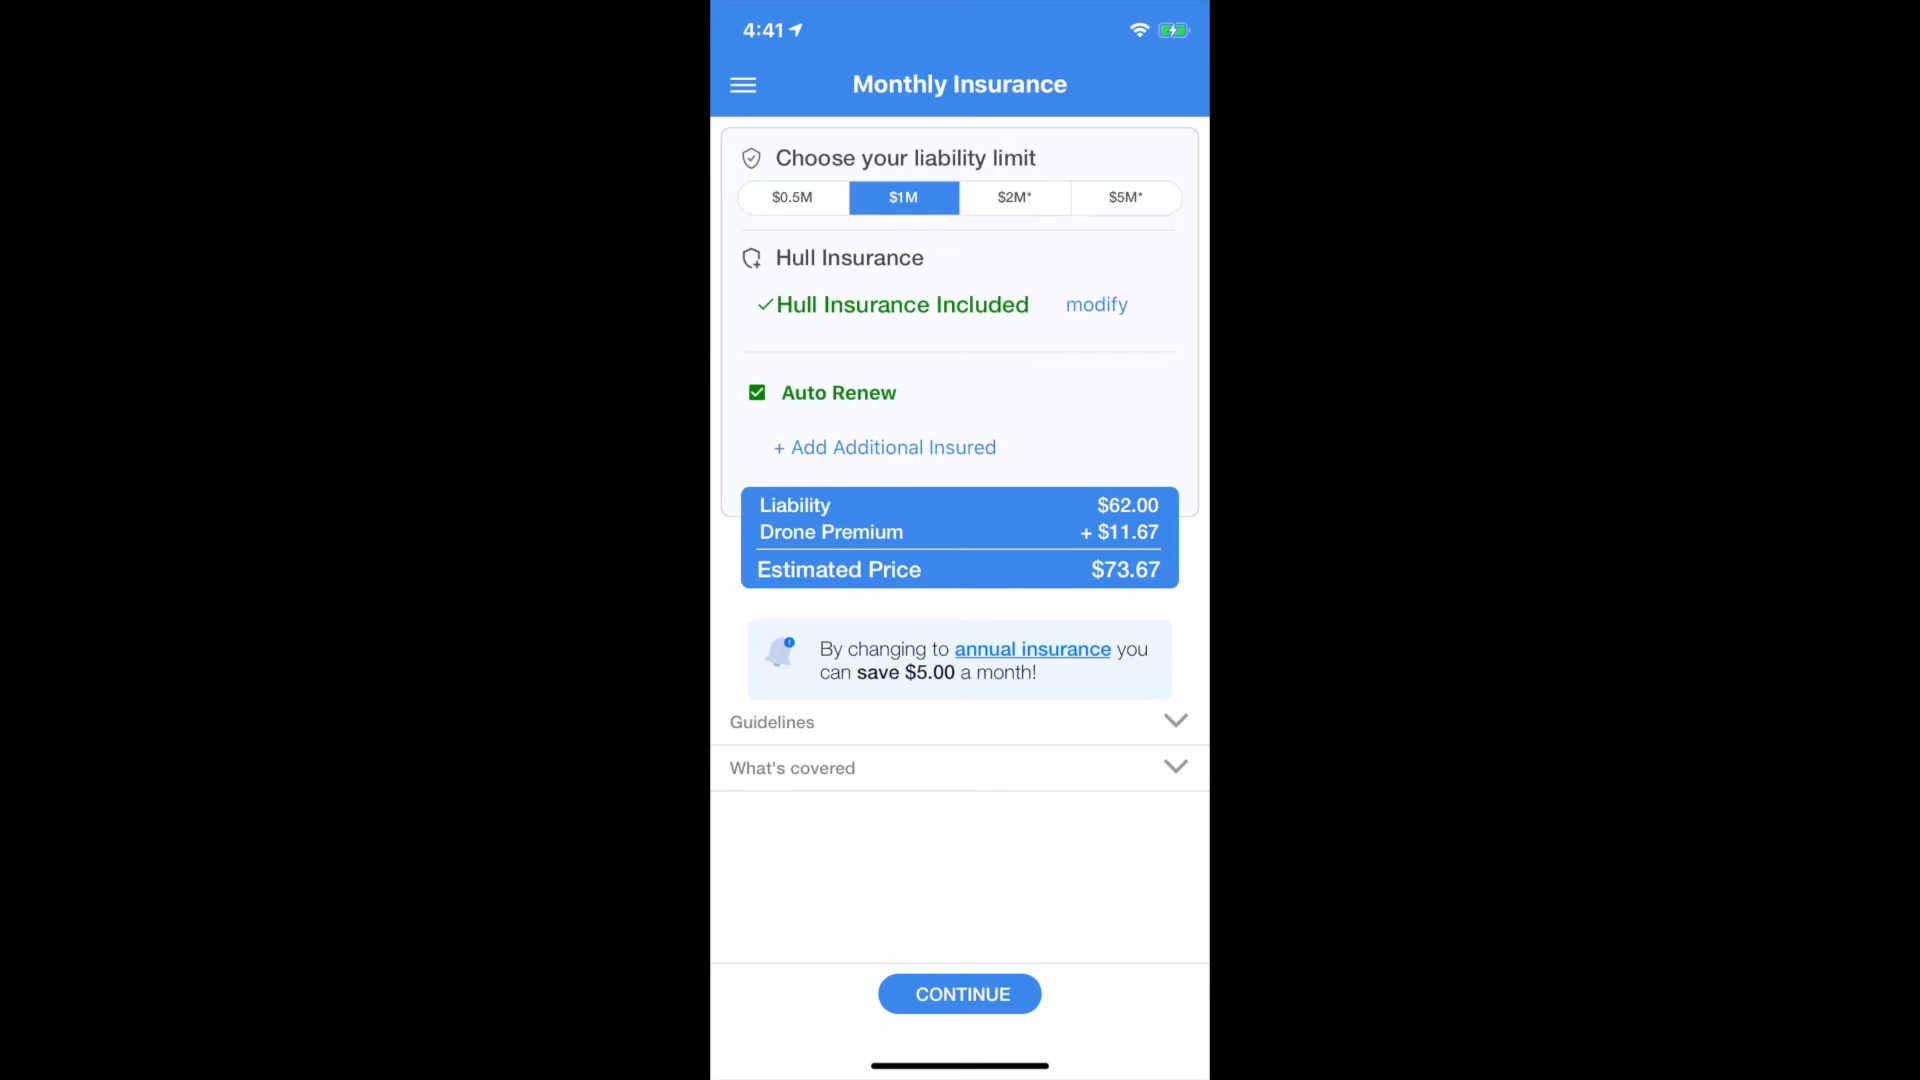 4:41
Monthly Insurance
Choose your liability limit
$0.5M $1M $2M* $5M*
Hull Insurance
Hull Insurance Included modify
Auto Renew
+ Add Additional Insured
Liability $62.00
Drone Premium + $11.67
Estimated Price $73.67
By changing to annual insurance you
can save $5.00 a month!
Guidelines
What's covered
CONTINUE